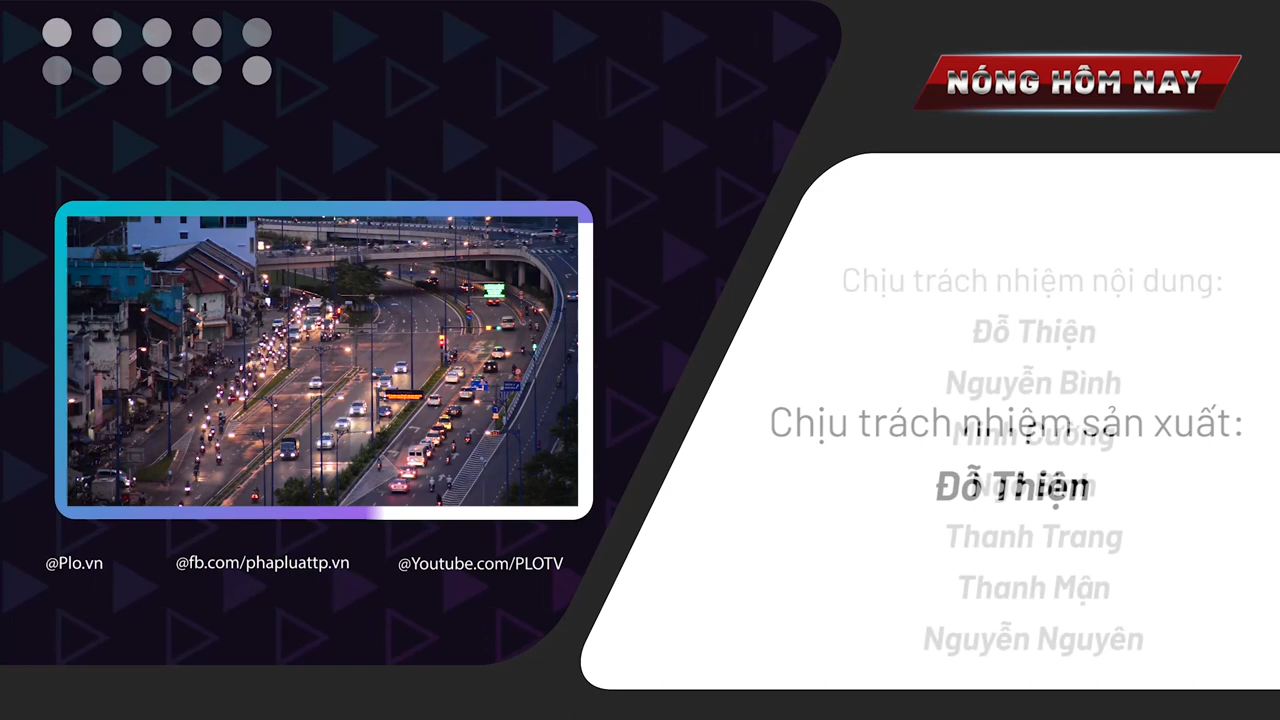 NÓNG HÔM NAY
Chịu trách nhiệm nội dung:
Đỗ Thiện
Nguyễn Bình
Chịu trách nhiệm sản xuất:
Đỗ Thiện
Thanh Trang
Thanh Mận
Nguyễn Nguyên
@Plo.vn
@fb.com/phapluattp.vn
@Youtube.com/PLOTV